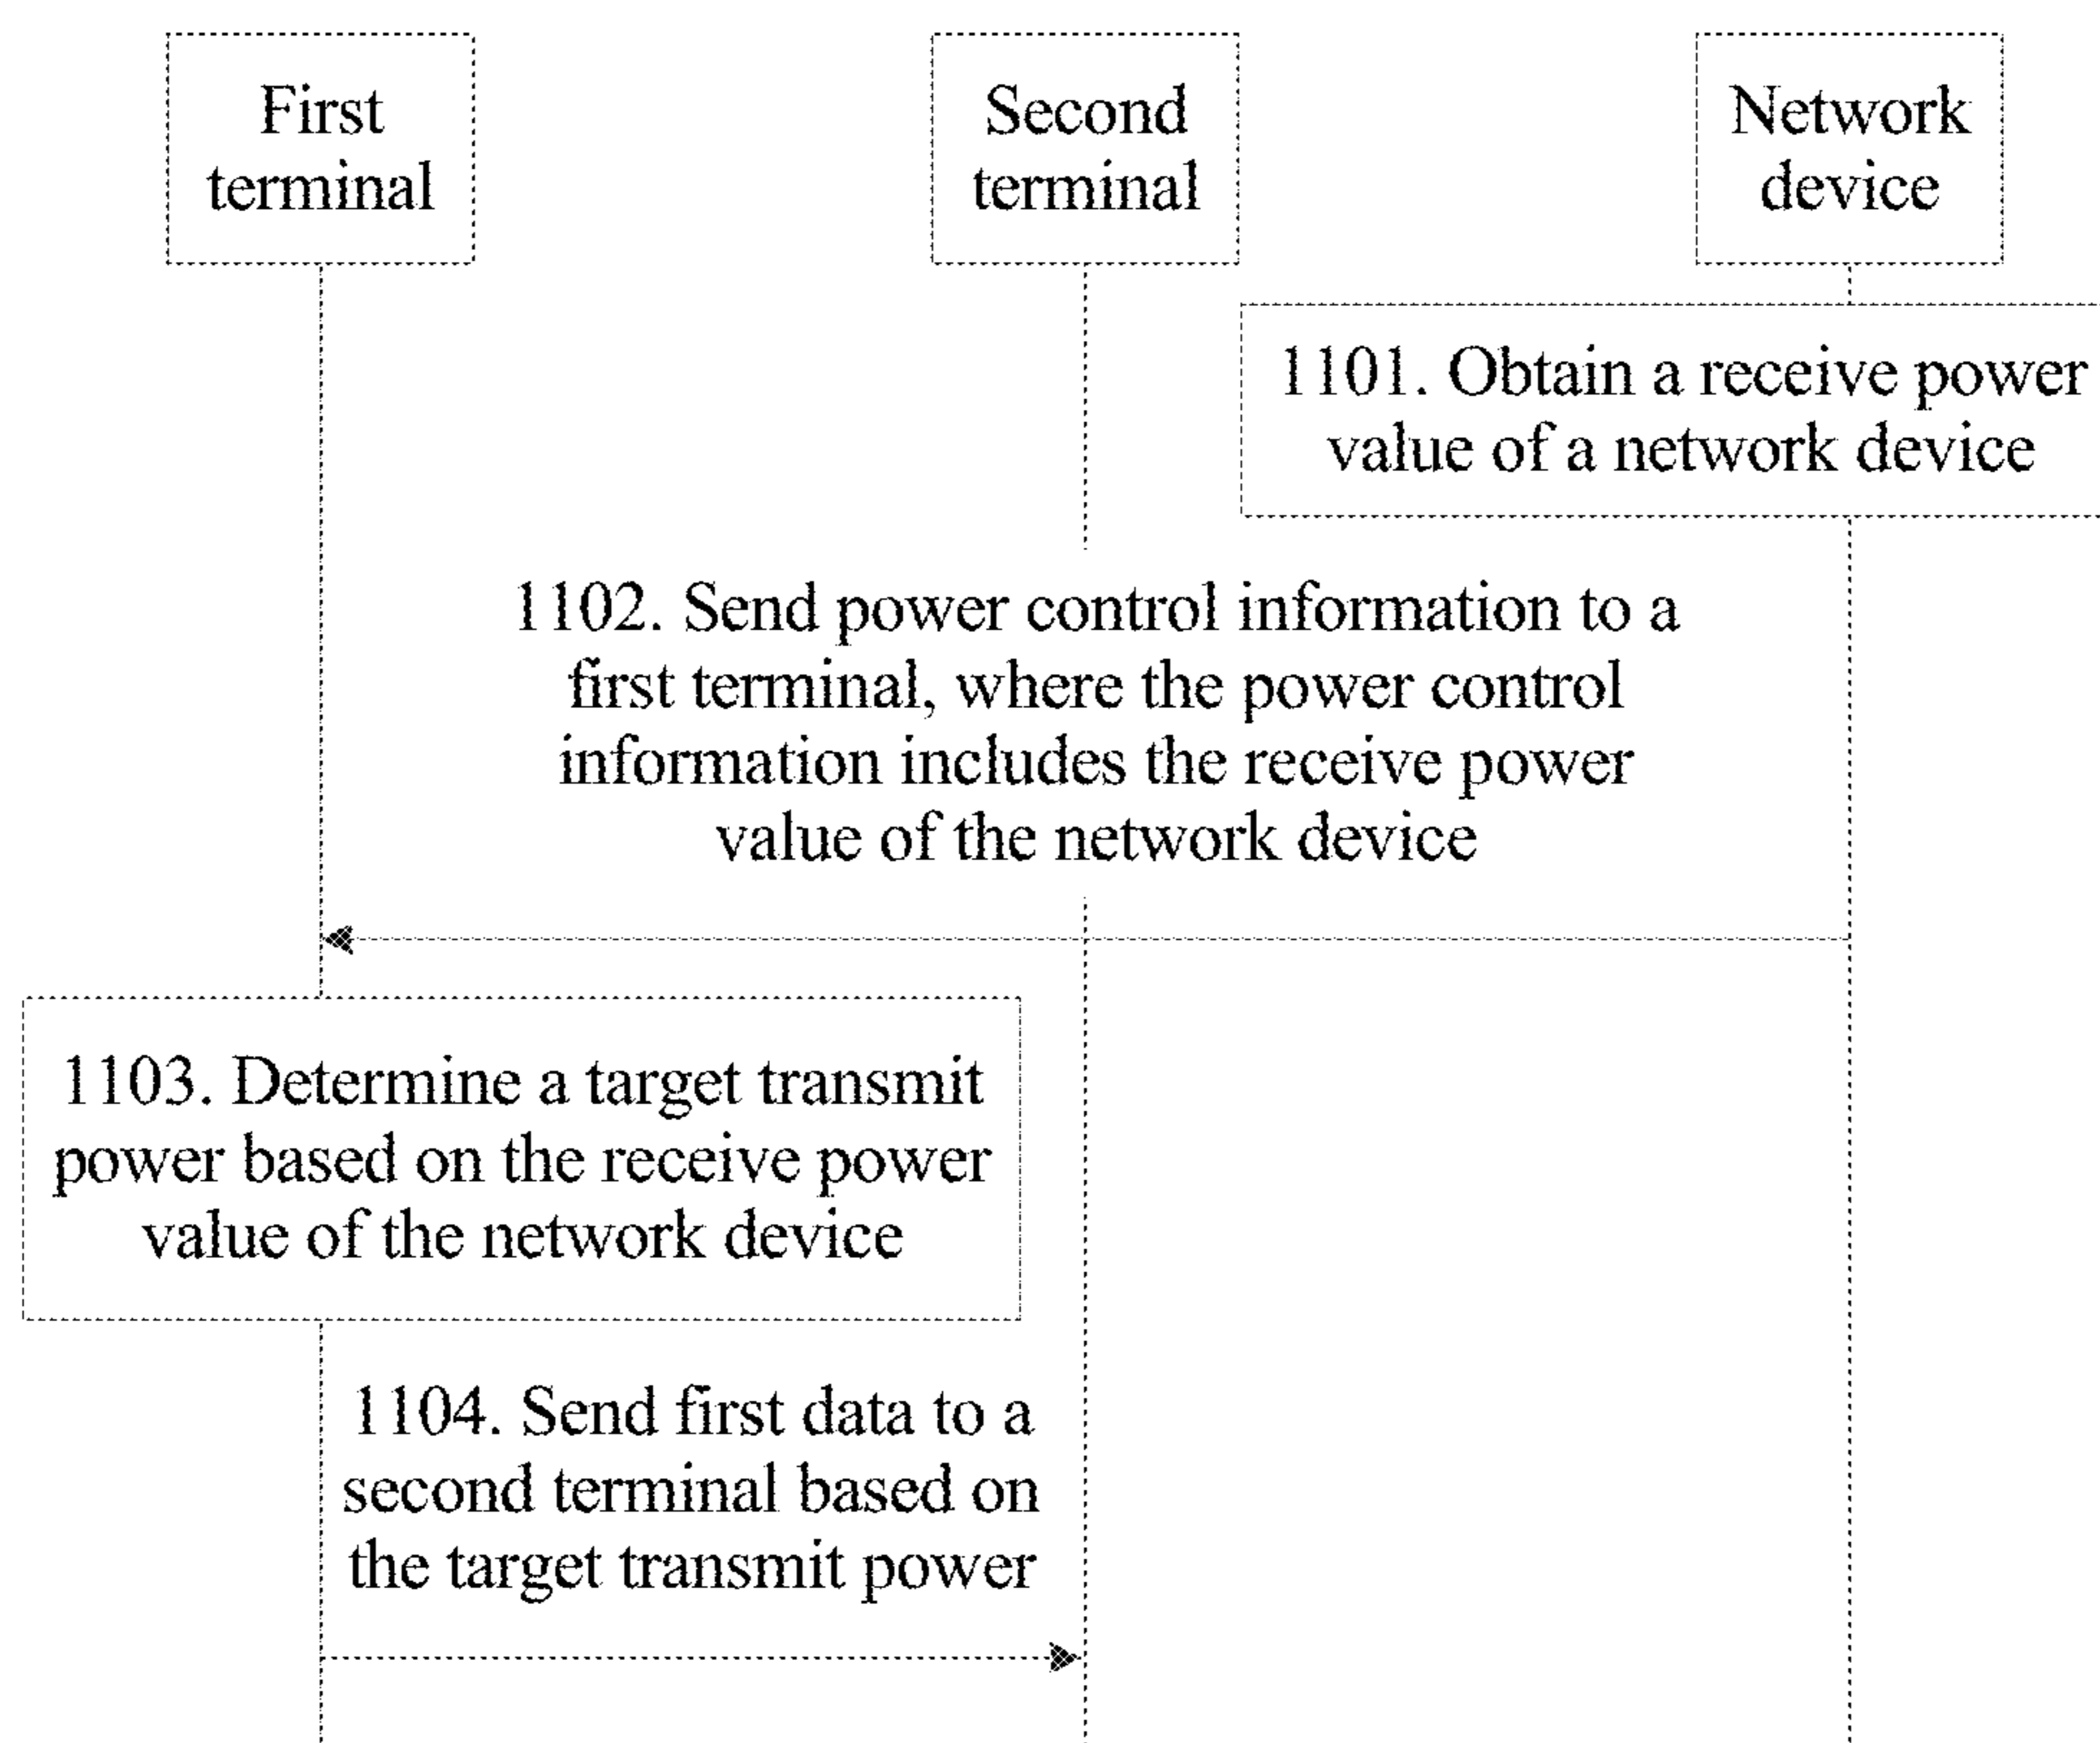 First
terminal
Second
terminal
Network
device
1101. Obtain a receive power
value of a network device
1102. Send power control information to a
first terminal, where the power control
information includes the receive power
value of the network device
1103. Determine a target transmit
power based on the receive power
value of the network device
1104. Send first data to a
second terminal based on
the target transmit power